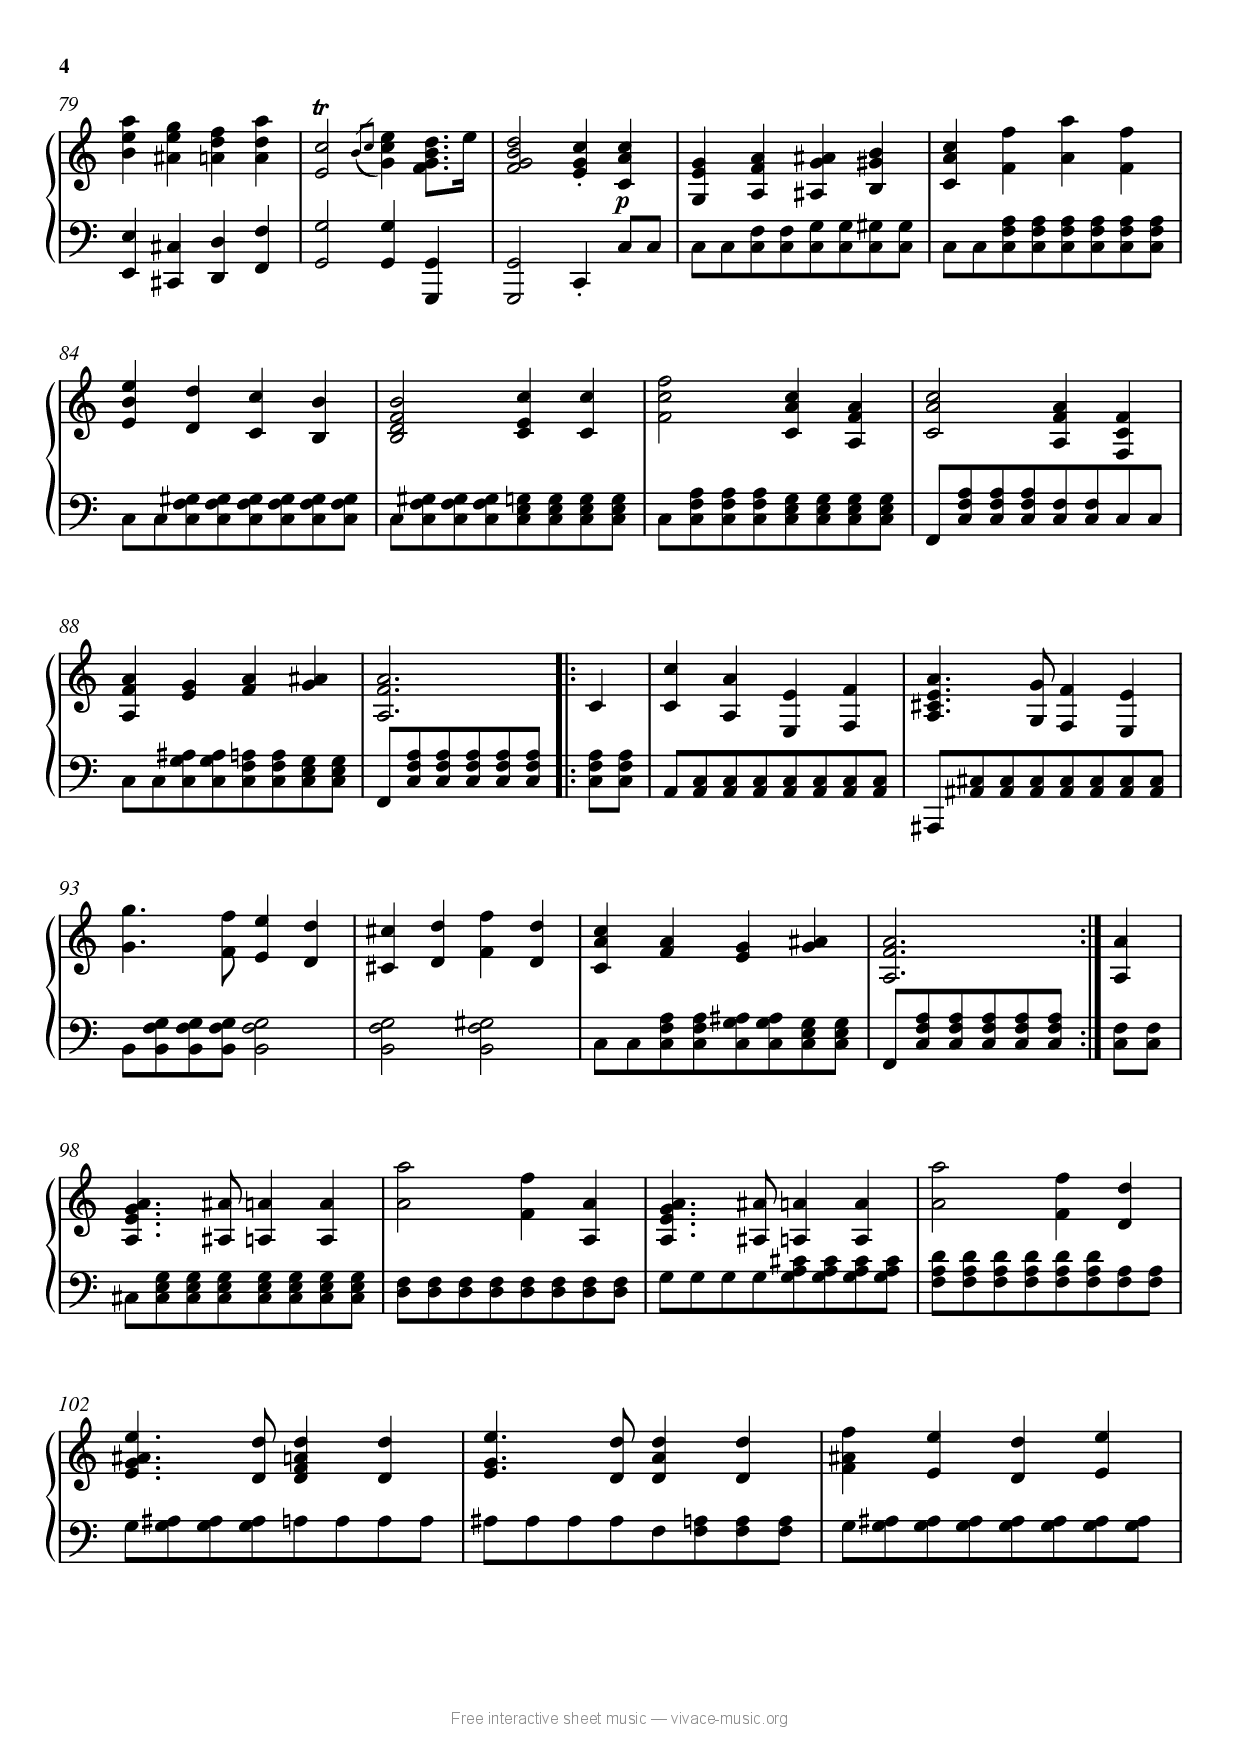 4
79
tr
p
84
88
93
98
102
Free interactive sheet music — vivace-music.org